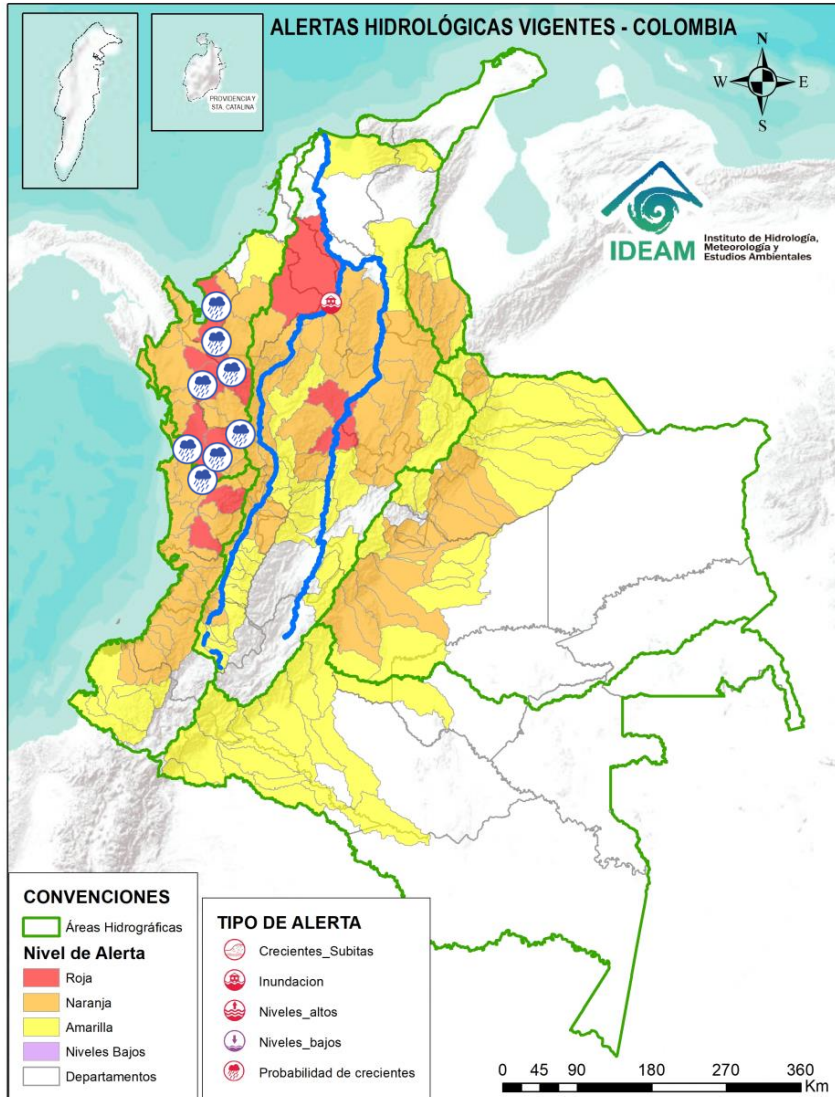 ALERTAS HIDROLÓGICAS VIGENTES - COLOMBIA
PROVIDENCIA Y
STA. CATALINA
N
W
E
S
IDEAM
Instituto de Hidrología,
Meteorología y
Estudios Ambientales
CONVENCIONES
Áreas Hidrográficas
Nivel de Alerta
Roja
Naranja
Amarilla
Niveles Bajos
Departamentos
TIPO DE ALERTA
Crecientes_Subitas
Inundacion
Niveles_altos
Niveles_bajos
Probabilidad de crecientes
0 45 90 180 270 360
Km